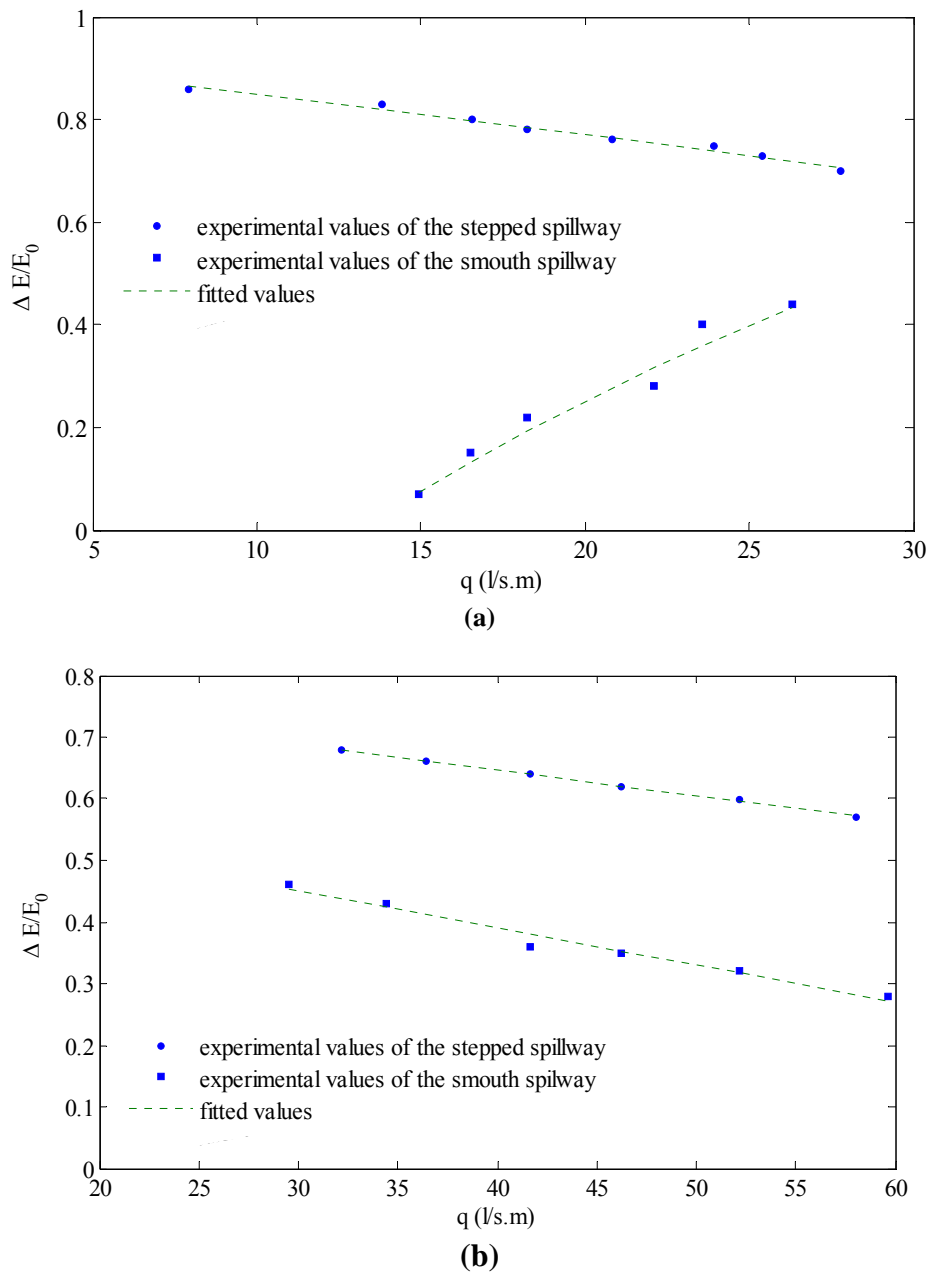 1
0.8
0.6
0.4
0.2
0
Δ E/E0
experimental values of the stepped spillway
experimental values of the smouth spillway
fitted values
5 10 15 20 25 30
q (l/s.m)
(a)
0.8
0.7
0.6
0.5
0.4
0.3
0.2
0.1
0
Δ E/E0
experimental values of the stepped spillway
experimental values of the smouth spilway
fitted values
20 25 30 35 40 45 50 55 60
q (l/s.m)
(b)